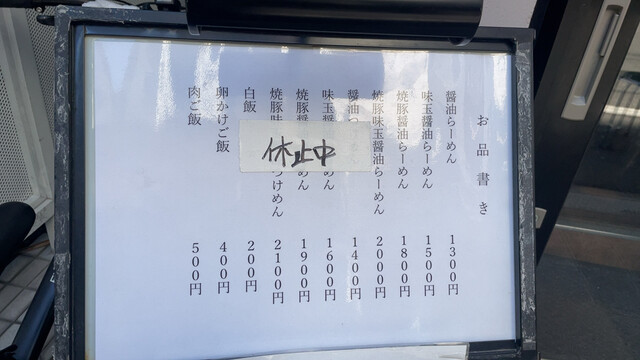 お品書き
醤油らーめん 1300円
味玉醤油らーめん 1500円
焼豚醤油らーめん 1800円
焼豚味玉醤油らーめん 2000円
醤油つ 1400円
味玉 めん 1600円
焼豚醤 めん 1900円
焼豚味 つけめん 2100円
白飯 200円
卵かけご飯 400円
肉ご飯 500円
休止中